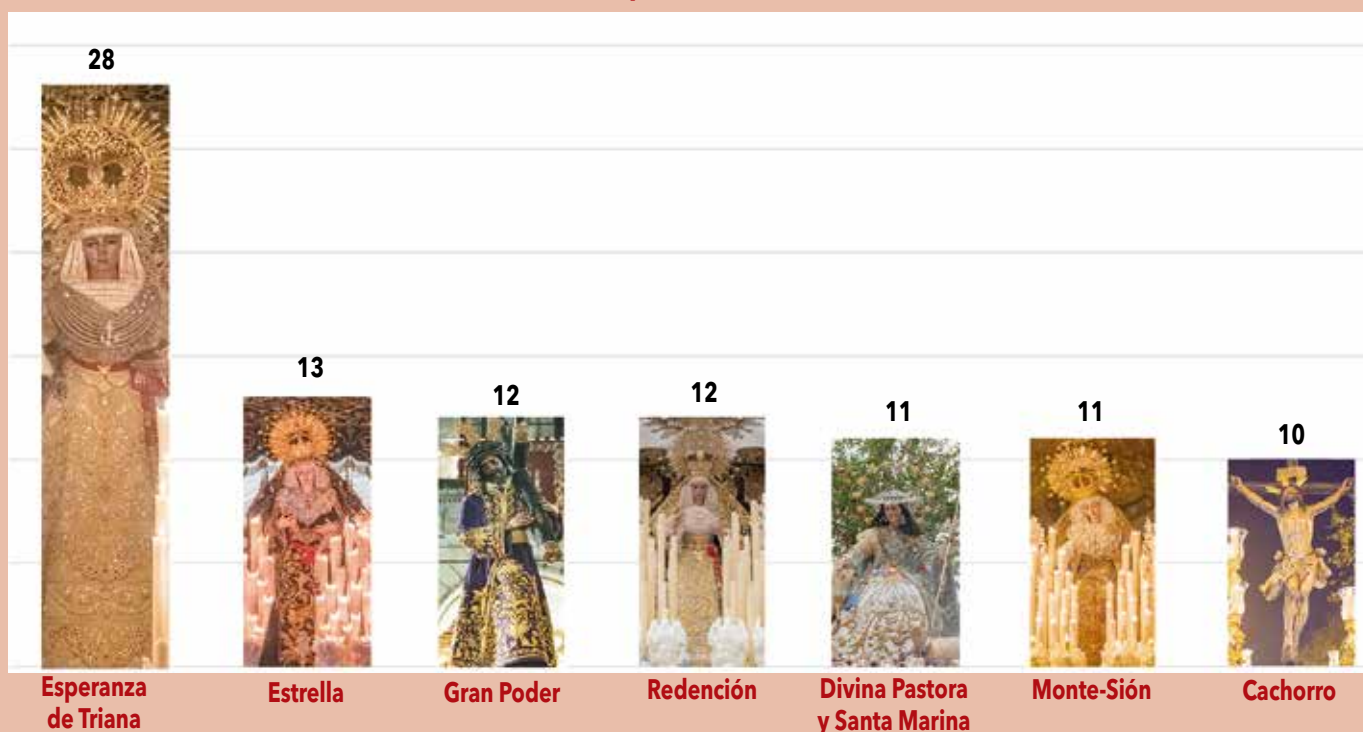 28
13
12
12
11
11
10
Esperanza
de Triana
Estrella
Gran Poder
Redención
Divina Pastora
y Santa Marina
Monte-Sión
Cachorro